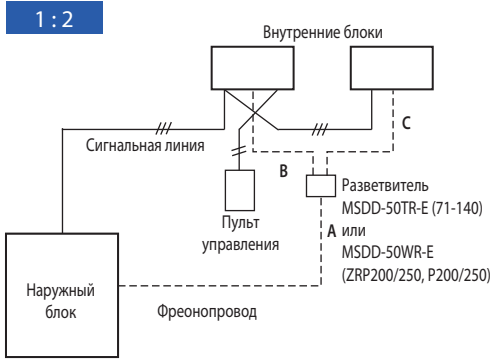 1 : 2
Внутренние блоки
C
Сигнальная линия
B
Разветвитель
MSDD-50TR-E (71-140)
A или
MSDD-50WR-E
(ZRP200/250, P200/250)
Пульт
управления
Наружный
блок
Фреонопровод